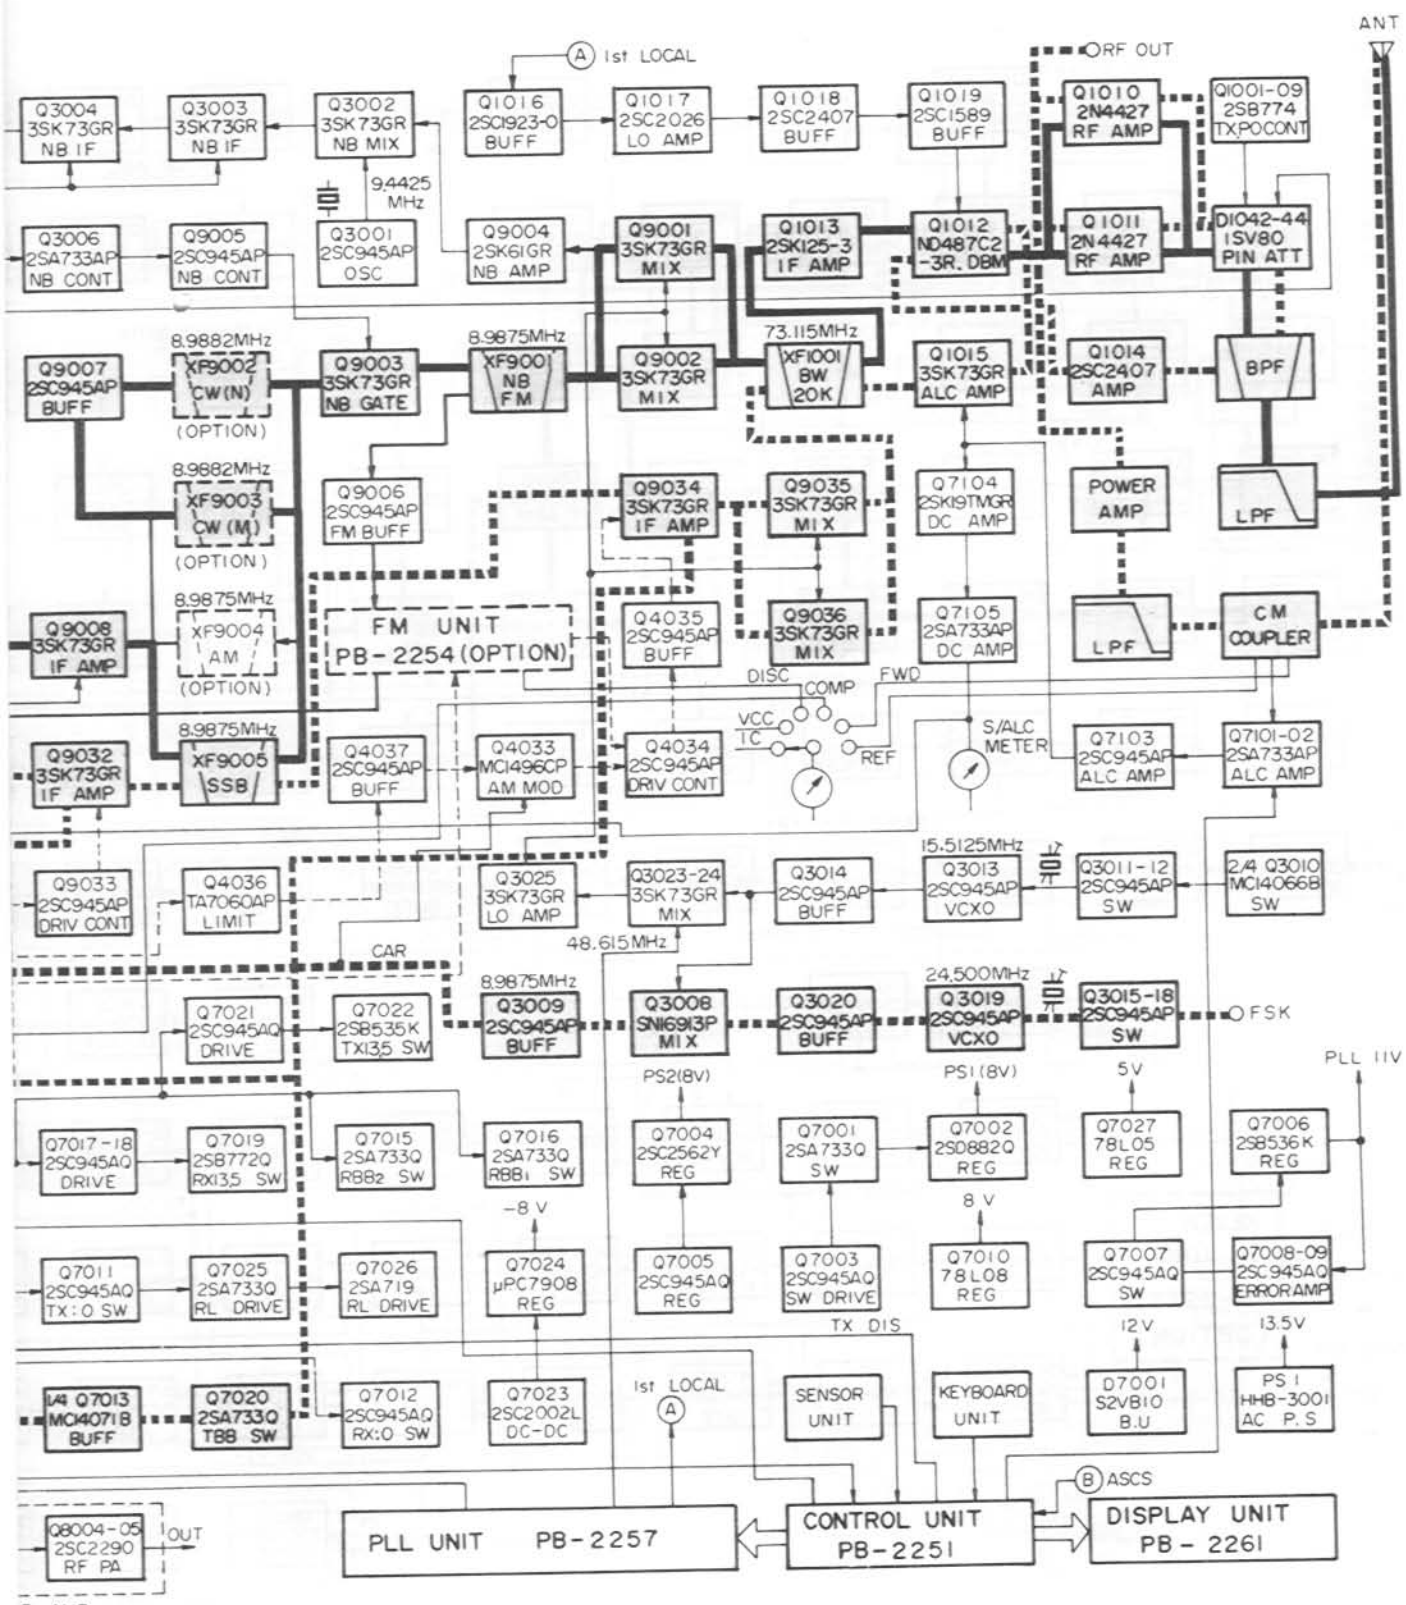 ANT
A 1st LOCAL
RF OUT
Q3004
3SK73GR
NB IF
Q3003
3SK73GR
NB IF
Q3002
3SK73GR
NB MIX
Q1016
2SC1923-O
BUFF
Q1017
2SC2026
LO AMP
Q1018
2SC2407
BUFF
Q1019
2SC1589
BUFF
Q1010
2N4427
RF AMP
Q1001-09
2SB774
TX,PO CONT
9.4425
MHz
Q3006
2SA733AP
NB CONT
Q9005
2SC945AP
NB CONT
Q3001
2SC945AP
OSC
Q9004
2SK61GR
NB AMP
Q9001
3SK73GR
MIX
Q1013
2SK125-3
IF AMP
Q1012
ND487C2
-3R. DBM
Q1011
2N4427
RF AMP
D1042-44
1SV80
PIN ATT
8.9882MHz
8.9875MHz
73.115MHz
Q9007
2SC945AP
BUFF
XF9002
CW(N)
(OPTION)
Q9003
3SK73GR
NB GATE
XF9001
NB
FM
Q9002
3SK73GR
MIX
XF1001
BW
20K
Q1015
3SK73GR
ALC AMP
Q1014
2SC2407
AMP
BPF
8.9882MHz
XF9003
CW(M)
(OPTION)
Q9006
2SC945AP
FM BUFF
Q9034
3SK73GR
IF AMP
Q9035
3SK73GR
MIX
Q7104
2SK19TMGR
DC AMP
POWER
AMP
LPF
8.9875MHz
Q9008
3SK73GR
IF AMP
XF9004
AM
(OPTION)
FM UNIT
PB-2254(OPTION)
Q4035
2SC945AP
BUFF
Q9036
3SK73GR
MIX
Q7105
2SA733AP
DC AMP
LPF
CM
COUPLER
DISC
COMP
FWD
VCC
IC
REF
S/ALC
METER
8.9875MHz
Q9032
3SK73GR
IF AMP
XF9005
SSB
Q4037
2SC945AP
BUFF
Q4033
MC1496CP
AM MOD
Q4034
2SC945AP
DRIV CONT
Q7103
2SC945AP
ALC AMP
Q7101-02
2SA733AP
ALC AMP
15.5125MHz
Q9033
2SC945AP
DRIV CONT
Q4036
TA7060AP
LIMIT
Q3025
3SK73GR
LO AMP
Q3023-24
3SK73GR
MIX
Q3014
2SC945AP
BUFF
Q3013
2SC945AP
VCXO
Q3011-12
2SC945AP
SW
2/4 Q3010
MC14066B
SW
CAR
48.615MHz
8.9875MHz
24.500MHz
Q7021
2SC945AQ
DRIVE
Q7022
2SB535K
TX13.5 SW
Q3009
2SC945AP
BUFF
Q3008
SN16913P
MIX
Q3020
2SC945AP
BUFF
Q3019
2SC945AP
VCXO
Q3015-18
2SC945AP
SW
FSK
PS2(8V)
PS1(8V)
5V
PLL 11V
Q7017-18
2SC945AQ
DRIVE
Q7019
2SB772Q
RX13.5 SW
Q7015
2SA733Q
RBB2 SW
Q7016
2SA733Q
RBB1 SW
Q7004
2SC2562Y
REG
Q7001
2SA733Q
SW
Q7002
2SD882Q
REG
Q7027
78L05
REG
Q7006
2SB536K
REG
-8 V
8 V
Q7011
2SC945AQ
TX:O SW
Q7025
2SA733Q
RL DRIVE
Q7026
2SA719
RL DRIVE
Q7024
μPC7908
REG
Q7005
2SC945AQ
REG
Q7003
2SC945AQ
SW DRIVE
Q7010
78L08
REG
Q7007
2SC945AQ
SW
Q7008-09
2SC945AQ
ERROR AMP
TX DIS
12V
13.5V
1/4 Q7013
MC14071B
BUFF
Q7020
2SA733Q
TBB SW
Q7012
2SC945AQ
RX:O SW
Q7023
2SC2002L
DC-DC
1st LOCAL
A
SENSOR
UNIT
KEYBOARD
UNIT
D7001
S2VB10
B.U
PS 1
HHB-3001
AC P.S
B ASCS
Q8004-05
2SC2290
RF PA
OUT
PLL UNIT PB-2257
CONTROL UNIT
PB-2251
DISPLAY UNIT
PB-2261